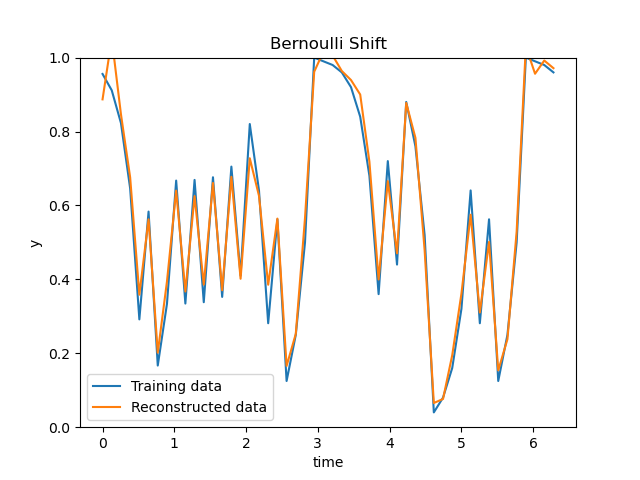 Bernoulli Shift
1.0
0.8
0.6
0.4
0.2
0.0
y
Training data
Reconstructed data
0 1 2 3 4 5 6
time